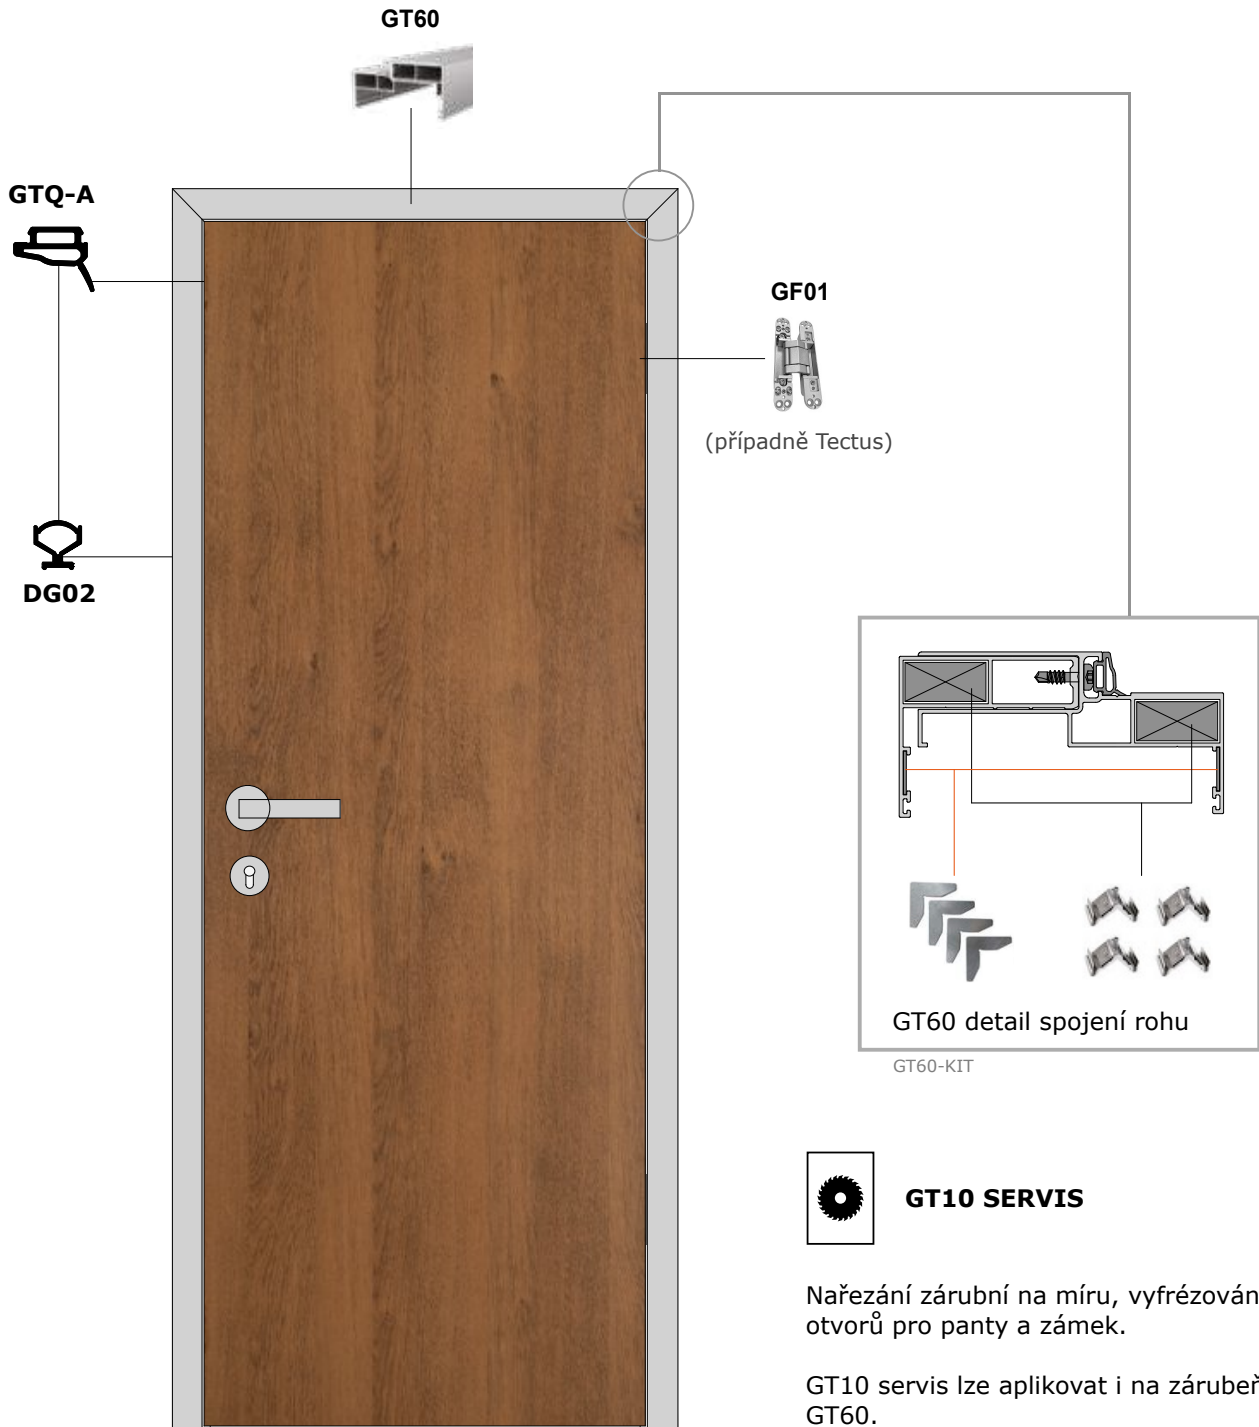 GT60
GTQ-A
GF01
(případně Tectus)
DG02
GT60 detail spojení rohu
GT60-KIT
GT10 SERVIS
Nařezání zárubní na míru, vyfrézován
otvorů pro panty a zámek.
GT10 servis lze aplikovat i na zárubeň
GT60.